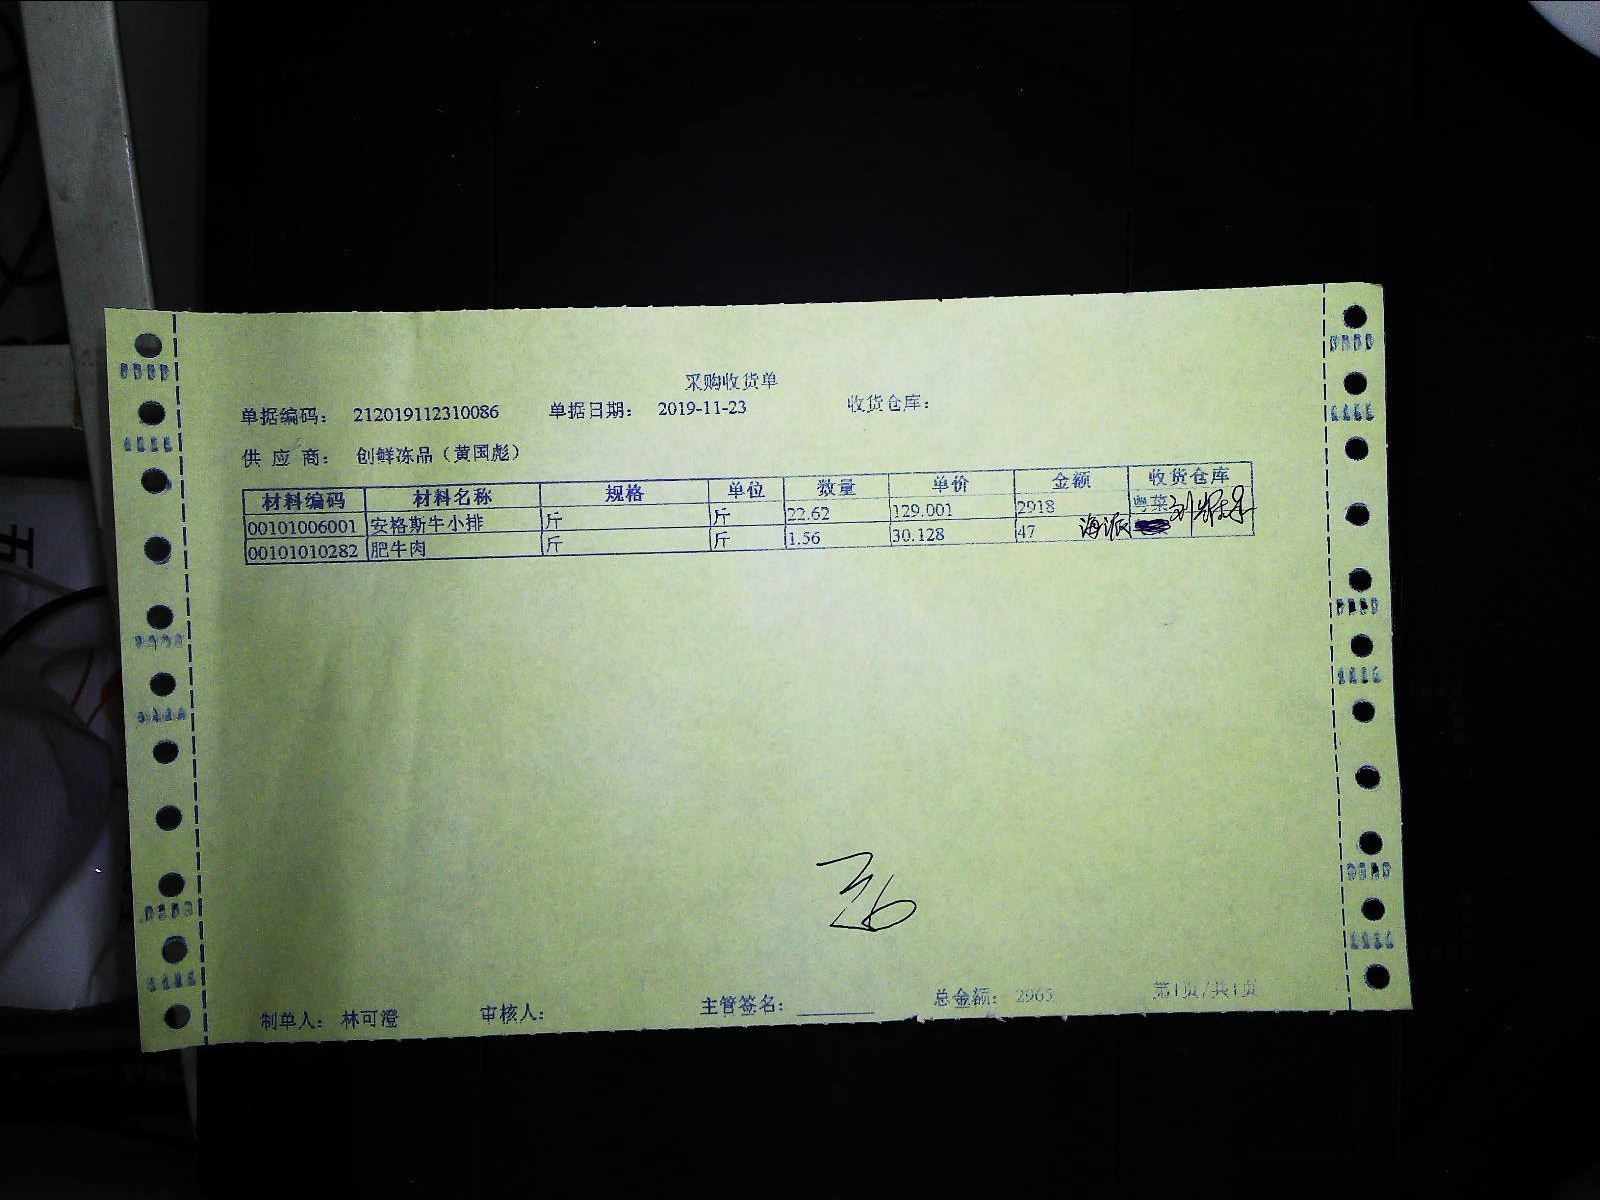 采购收货单
单据编码： 212019112310086 单据日期： 2019-11-23 收货仓库：
供 应 商： 创鲜冻品（黄国彪）
材料编码 材料名称 规格 单位 数量 单价 金额 收货仓库
00101006001 安格斯牛小排 斤 斤 22.62 129.001 2918 粤菜
00101010282 肥牛肉 斤 斤 1.56 30.128 47 海派
制单人： 林可澄 审核人： 主管签名： 总金额： 2965 第1页/共1页